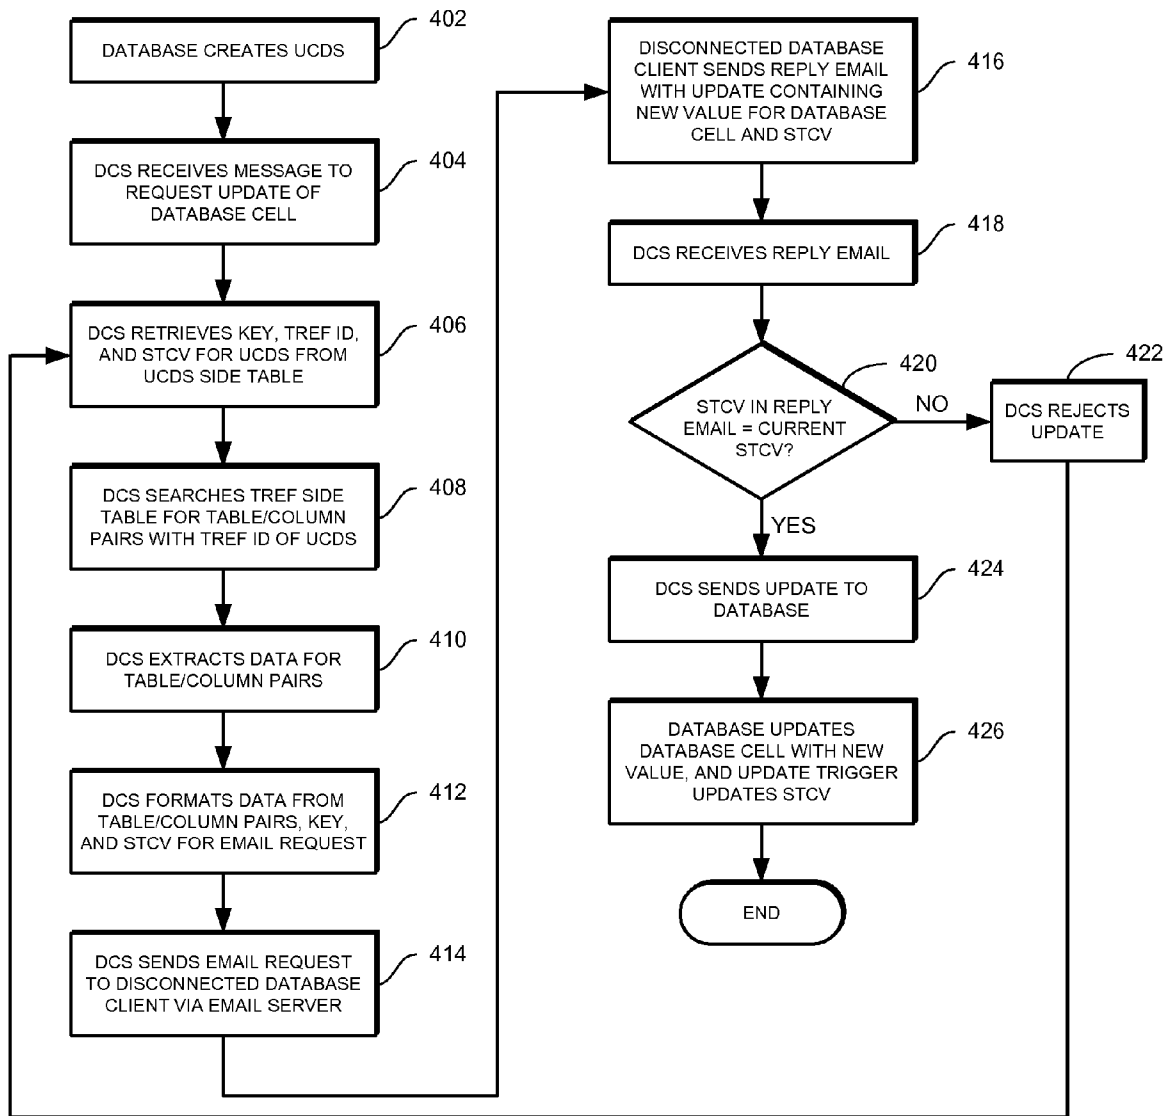 DATABASE CREATES UCDS
402
DCS RECEIVES MESSAGE TO
REQUEST UPDATE OF
DATABASE CELL
404
DCS RETRIEVES KEY, TREF ID,
AND STCV FOR UCDS FROM
UCDS SIDE TABLE
406
DCS SEARCHES TREF SIDE
TABLE FOR TABLE/COLUMN
PAIRS WITH TREF ID OF UCDS
408
DCS EXTRACTS DATA FOR
TABLE/COLUMN PAIRS
410
DCS FORMATS DATA FROM
TABLE/COLUMN PAIRS, KEY,
AND STCV FOR EMAIL REQUEST
412
DCS SENDS EMAIL REQUEST
TO DISCONNECTED DATABASE
CLIENT VIA EMAIL SERVER
414
DISCONNECTED DATABASE
CLIENT SENDS REPLY EMAIL
WITH UPDATE CONTAINING
NEW VALUE FOR DATABASE
CELL AND STCV
416
DCS RECEIVES REPLY EMAIL
418
STCV IN REPLY
EMAIL = CURRENT
STCV?
420
NO
DCS REJECTS
UPDATE
422
YES
DCS SENDS UPDATE TO
DATABASE
424
DATABASE UPDATES
DATABASE CELL WITH NEW
VALUE, AND UPDATE TRIGGER
UPDATES STCV
426
END